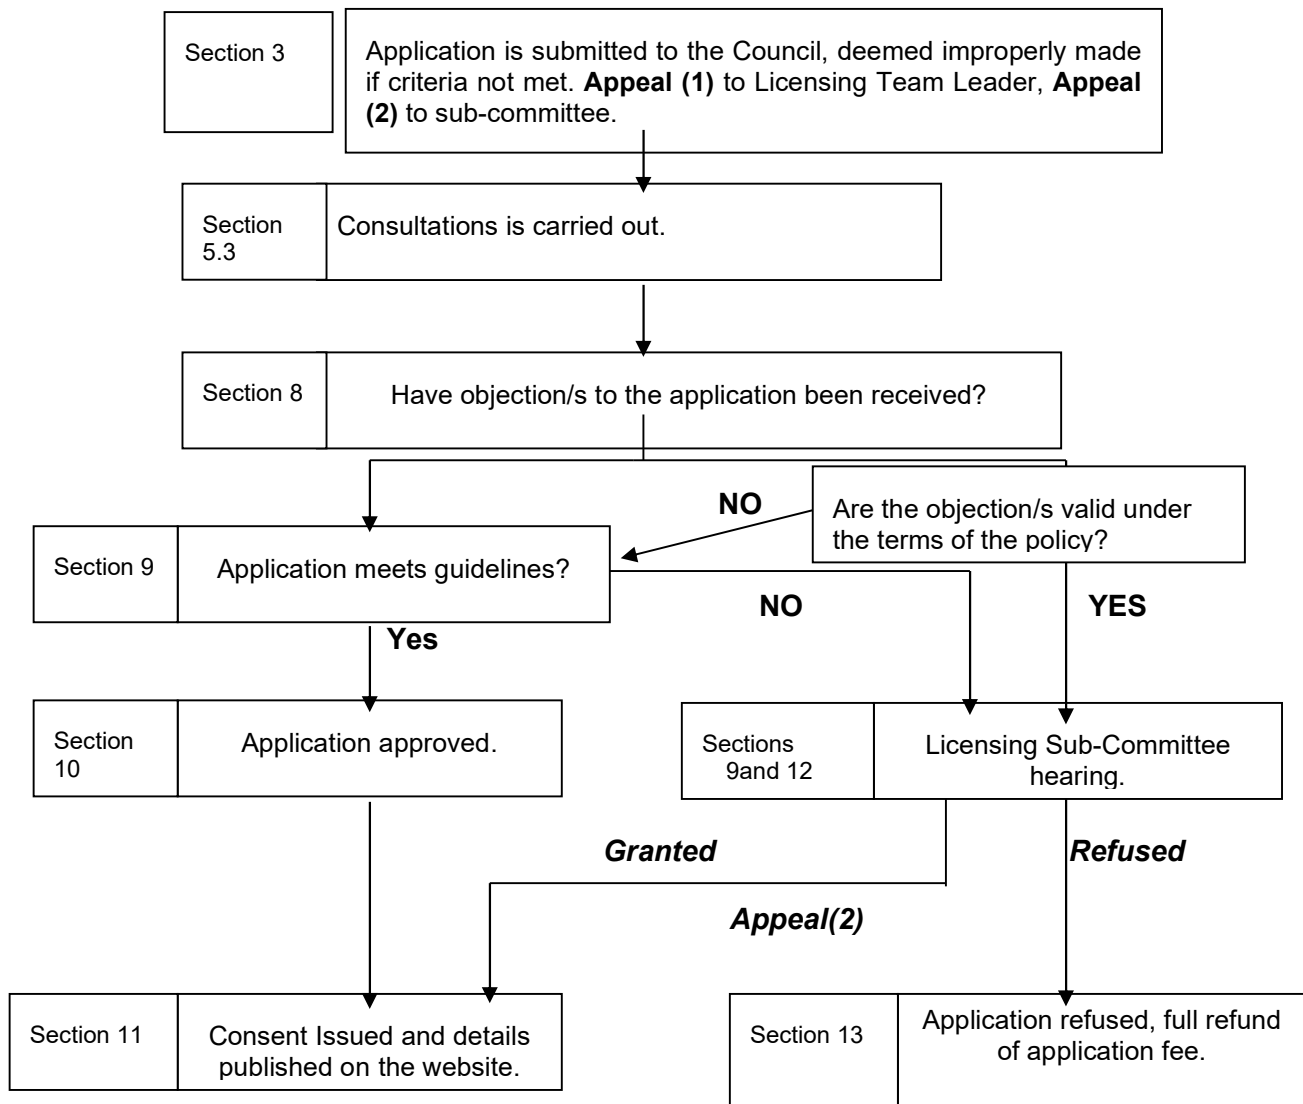 Section 3
Application is submitted to the Council, deemed improperly made
if criteria not met. Appeal (1) to Licensing Team Leader, Appeal
(2) to sub-committee.
Section
5.3
Consultations is carried out.
Section 8
Have objection/s to the application been received?
NO
Are the objection/s valid under
the terms of the policy?
Section 9
Application meets guidelines?
NO
YES
Yes
Section
10
Application approved.
Sections
9and 12
Licensing Sub-Committee
hearing.
Granted
Refused
Appeal(2)
Section 11
Consent Issued and details
published on the website.
Section 13
Application refused, full refund
of application fee.